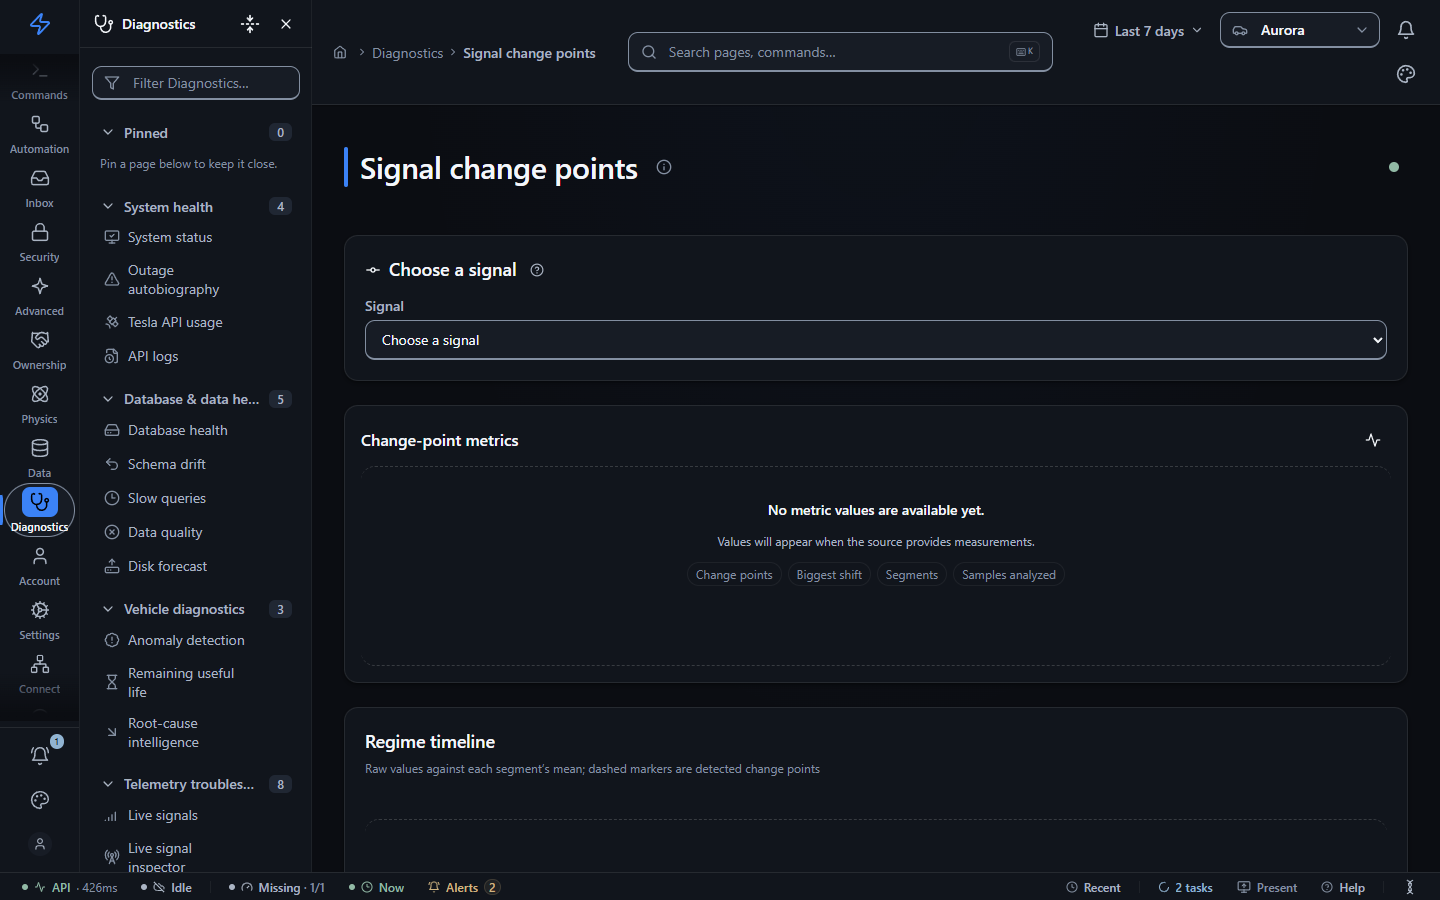 Commands
Automation
Inbox
Security
Advanced
Ownership
Physics
Data
Diagnostics
Account
Settings
Connect
1
Diagnostics
Filter Diagnostics...
Pinned 0
Pin a page below to keep it close.
System health 4
System status
Outage
autobiography
Tesla API usage
API logs
Database & data he... 5
Database health
Schema drift
Slow queries
Data quality
Disk forecast
Vehicle diagnostics 3
Anomaly detection
Remaining useful
life
Root-cause
intelligence
Telemetry troubles... 8
Live signals
Live signal
inspector
Diagnostics Signal change points
Search pages, commands... K
Last 7 days
Aurora
Signal change points
Choose a signal
Signal
Choose a signal
Change-point metrics
No metric values are available yet.
Values will appear when the source provides measurements.
Change points Biggest shift Segments Samples analyzed
Regime timeline
Raw values against each segment's mean; dashed markers are detected change points
API · 426ms Idle Missing · 1/1 Now Alerts 2 Recent 2 tasks Present Help